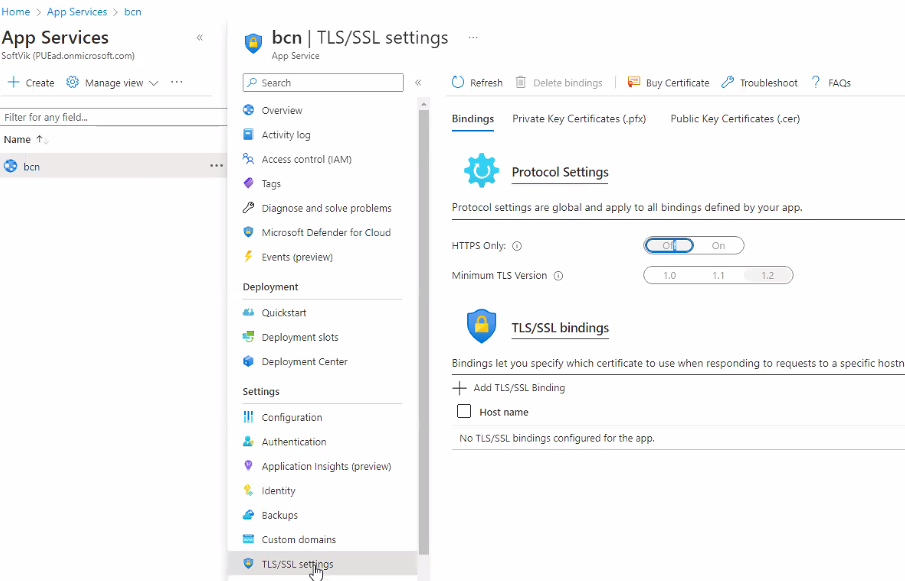 Home > App Services > bcn
App Services
SoftVik (PUEad.onmicrosoft.com)
Create Manage view
Filter for any field...
Name
bcn
bcn | TLS/SSL settings
App Service
Search
Overview
Activity log
Access control (IAM)
Tags
Diagnose and solve problems
Microsoft Defender for Cloud
Events (preview)
Deployment
Quickstart
Deployment slots
Deployment Center
Settings
Configuration
Authentication
Application Insights (preview)
Identity
Backups
Custom domains
TLS/SSL settings
Refresh Delete bindings Buy Certificate Troubleshoot FAQs
Bindings Private Key Certificates (.pfx) Public Key Certificates (.cer)
Protocol Settings
Protocol settings are global and apply to all bindings defined by your app.
HTTPS Only: Off On
Minimum TLS Version 1.0 1.1 1.2
TLS/SSL bindings
Bindings let you specify which certificate to use when responding to requests to a specific hostn
Add TLS/SSL Binding
Host name
No TLS/SSL bindings configured for the app.